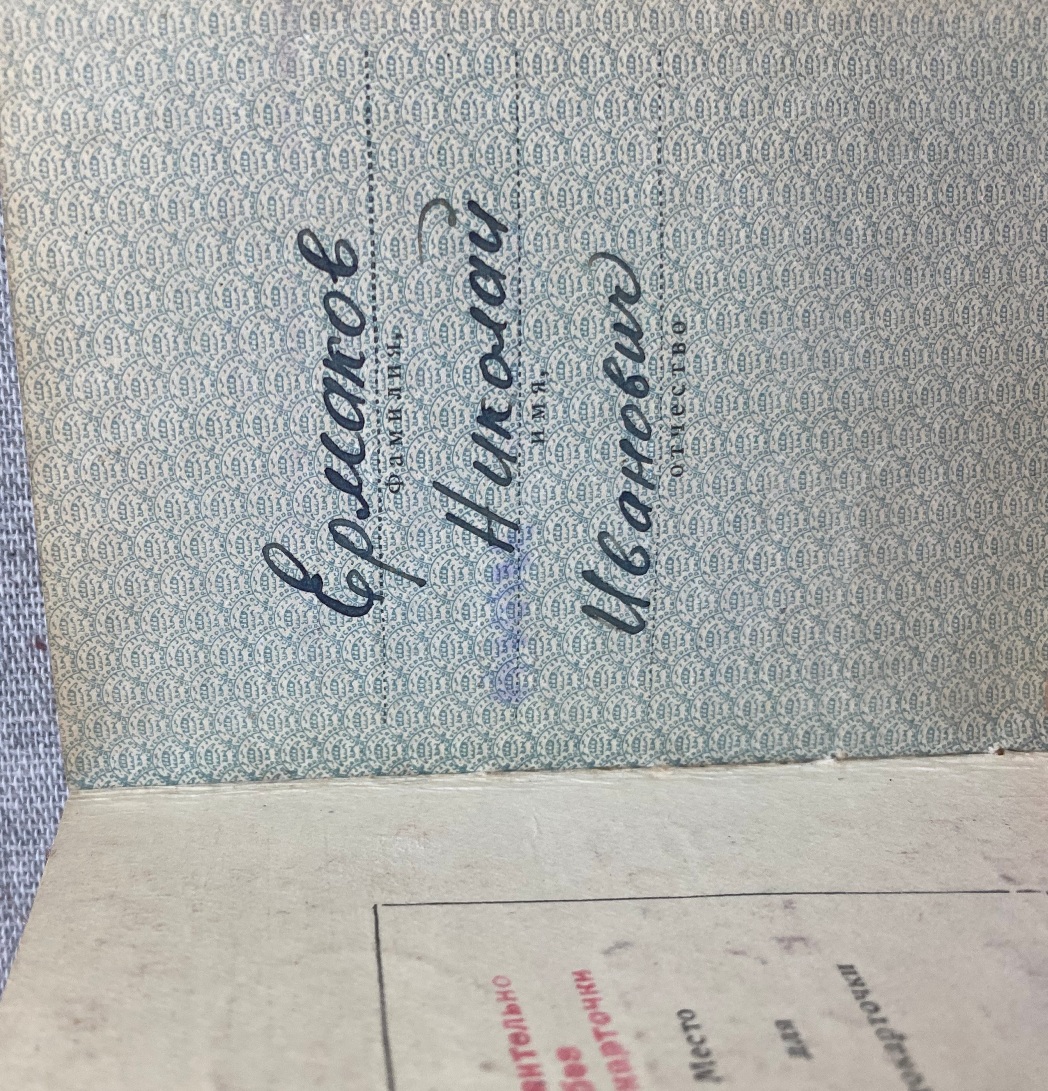 Ермаков
фамилия,
Николай
имя,
Иванович
отчество
Место
для